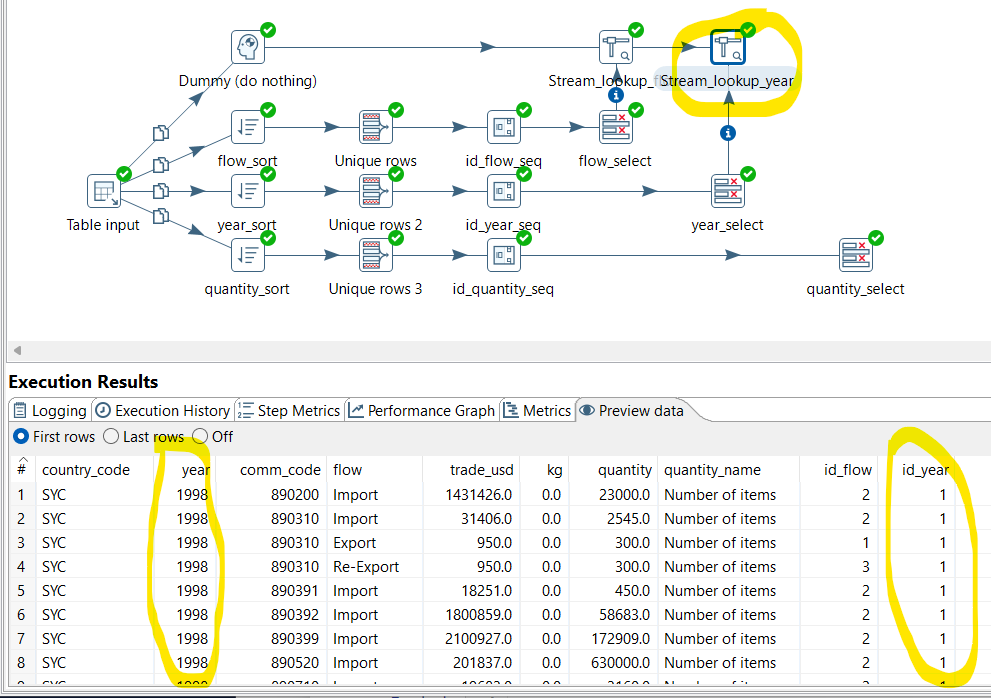 Dummy (do nothing)
Stream_lookup_f
Stream_lookup_year
flow_sort
Unique rows
id_flow_seq
flow_select
Table input
year_sort
Unique rows 2
id_year_seq
year_select
quantity_sort
Unique rows 3
id_quantity_seq
quantity_select
Execution Results
Logging Execution History Step Metrics Performance Graph Metrics Preview data
First rows Last rows Off
# country_code year comm_code flow trade_usd kg quantity quantity_name id_flow id_year
1 SYC 1998 890200 Import 1431426.0 0.0 23000.0 Number of items 2 1
2 SYC 1998 890310 Import 31406.0 0.0 2545.0 Number of items 2 1
3 SYC 1998 890310 Export 950.0 0.0 300.0 Number of items 1 1
4 SYC 1998 890310 Re-Export 950.0 0.0 300.0 Number of items 3 1
5 SYC 1998 890391 Import 18251.0 0.0 450.0 Number of items 2 1
6 SYC 1998 890392 Import 1800859.0 0.0 58683.0 Number of items 2 1
7 SYC 1998 890399 Import 2100927.0 0.0 172909.0 Number of items 2 1
8 SYC 1998 890520 Import 201837.0 0.0 630000.0 Number of items 2 1